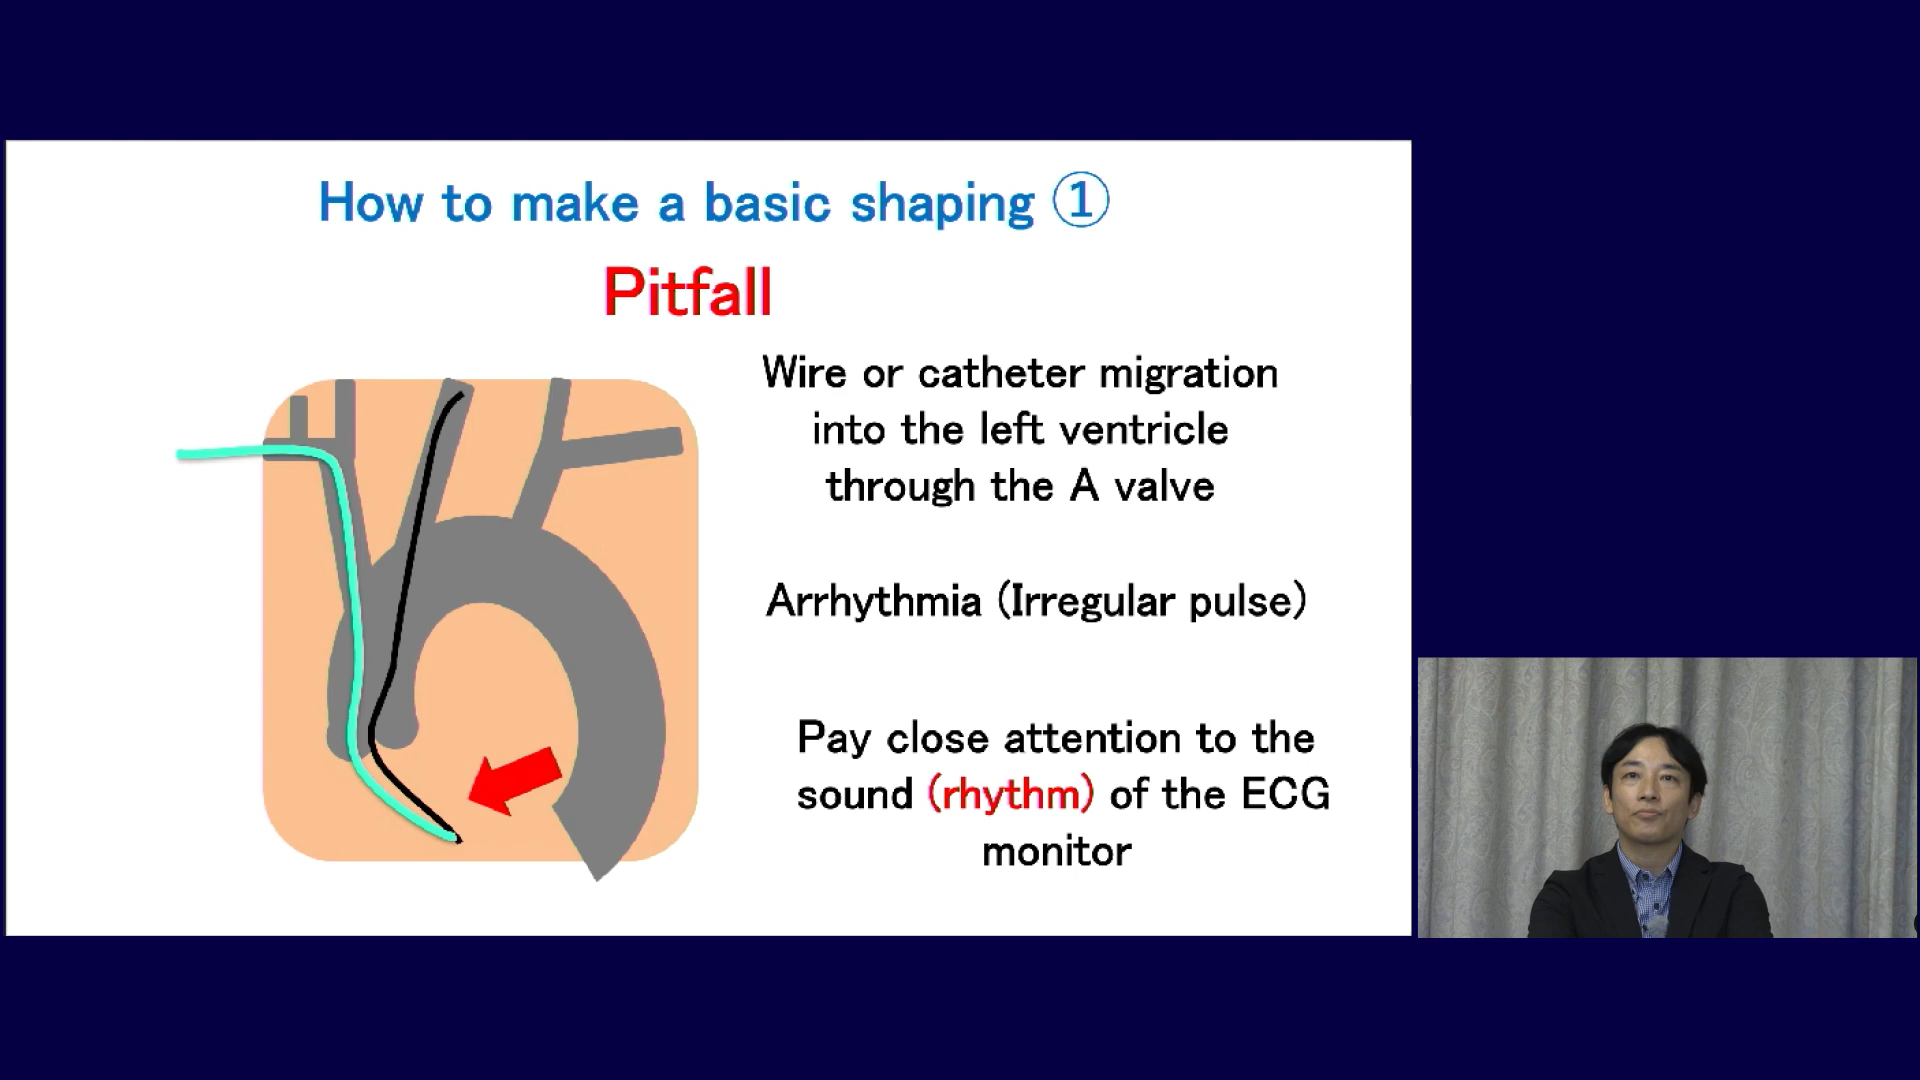 How to make a basic shaping ①
Pitfall
Wire or catheter migration
into the left ventricle
through the A valve
Arrhythmia (Irregular pulse)
Pay close attention to the
sound (rhythm) of the ECG
monitor